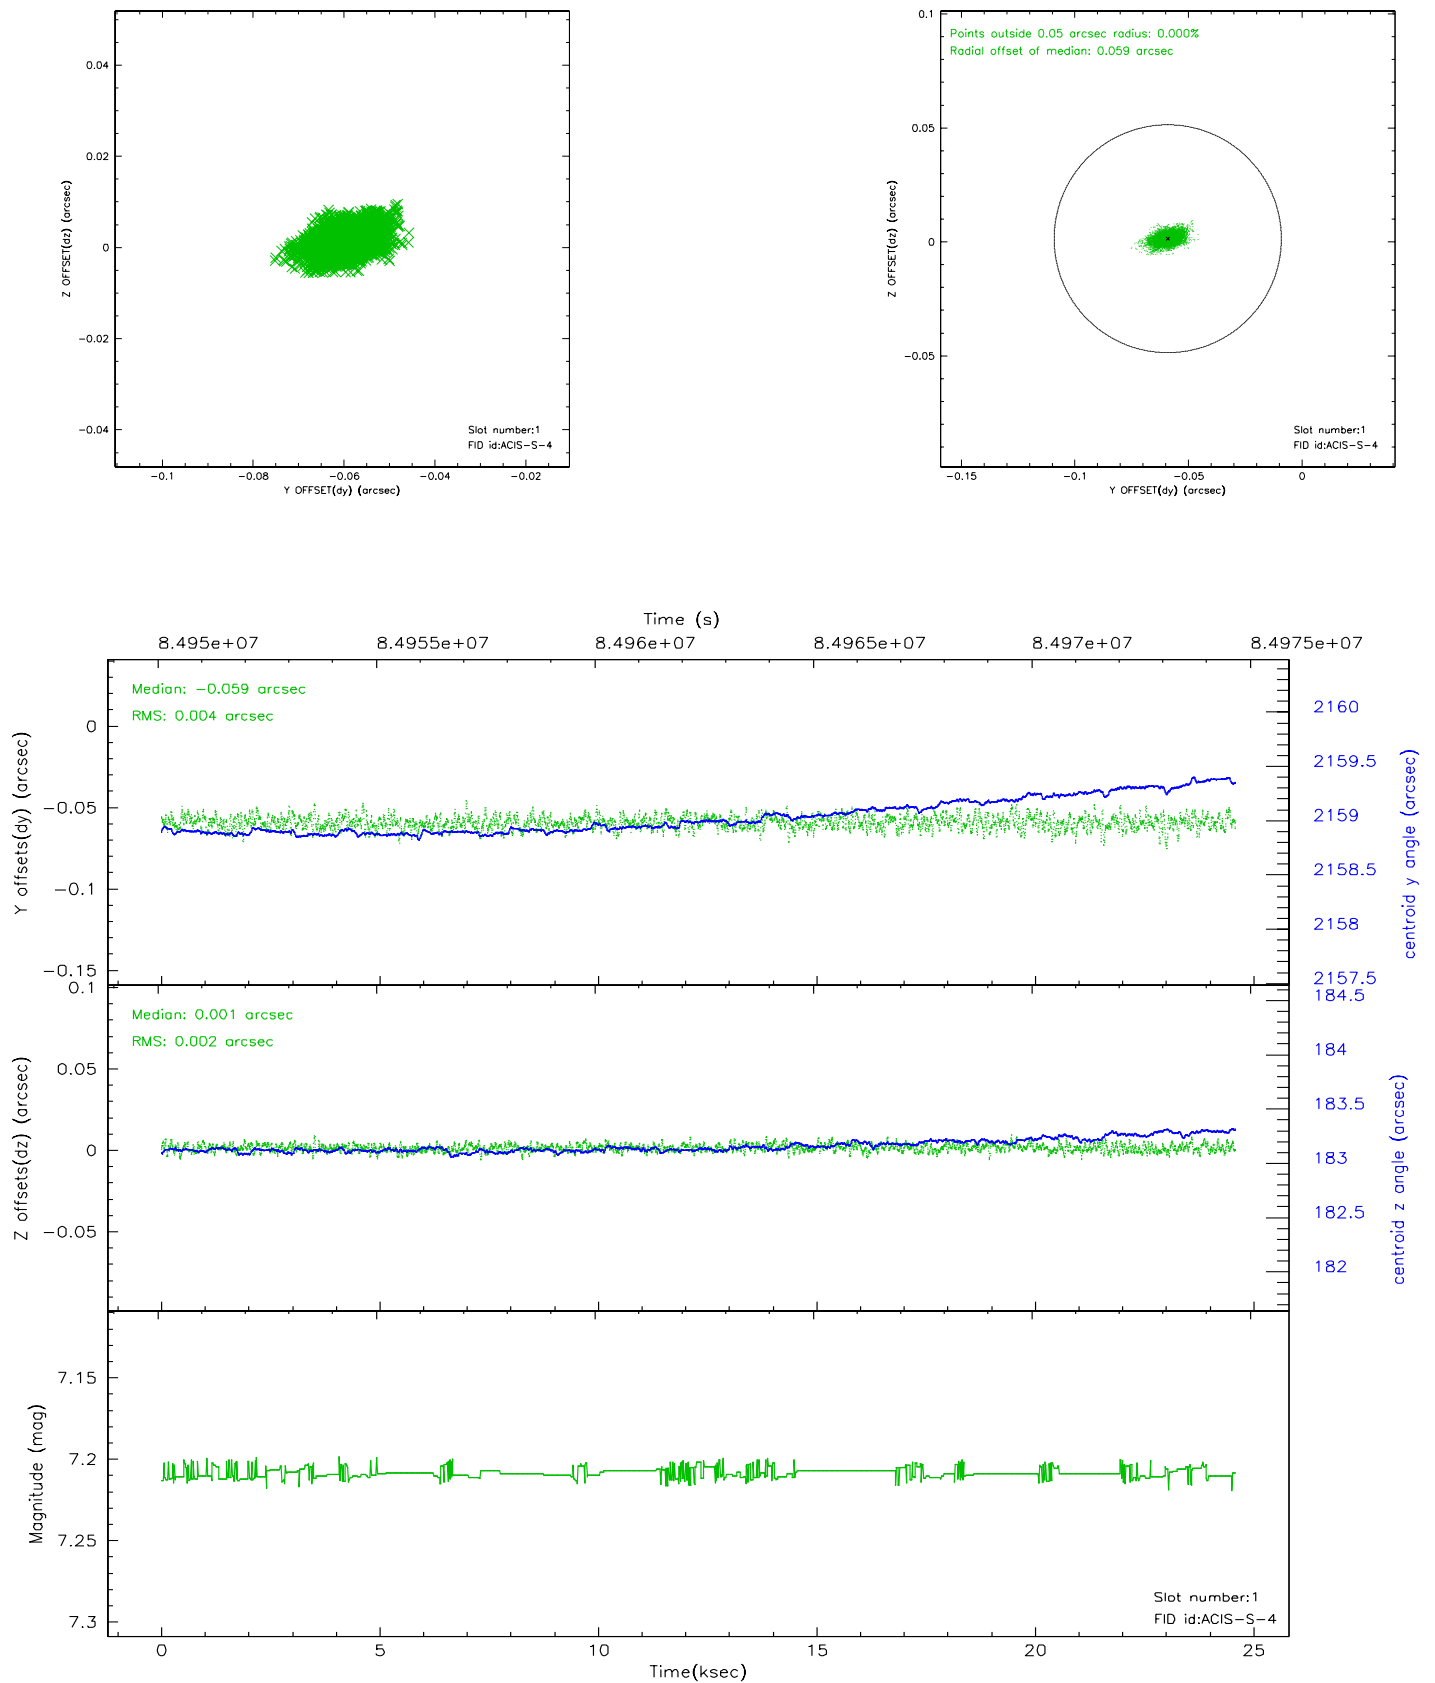 0.04
0.02
0
−0.02
−0.04
Z OFFSET(dz) (arcsec)
Slot number:1
FID id:ACIS−S−4
−0.1
−0.08
−0.06
−0.04
−0.02
Y OFFSET(dy) (arcsec)
0.1
0.05
0
−0.05
Z OFFSET(dz) (arcsec)
Points outside 0.05 arcsec radius: 0.000%
Radial offset of median: 0.059 arcsec
Slot number:1
FID id:ACIS−S−4
−0.15
−0.1
−0.05
0
Y OFFSET(dy) (arcsec)
Time (s)
8.495e+07
8.4955e+07
8.496e+07
8.4965e+07
8.497e+07
8.4975e+07
Median: −0.059 arcsec
RMS: 0.004 arcsec
0
−0.05
−0.1
−0.15
Y offsets(dy) (arcsec)
2160
2159.5
2159
2158.5
2158
2157.5
centroid y angle (arcsec)
Median: 0.001 arcsec
RMS: 0.002 arcsec
0.1
0.05
0
−0.05
Z offsets(dz) (arcsec)
184.5
184
183.5
183
182.5
182
centroid z angle (arcsec)
7.15
7.2
7.25
7.3
Magnitude (mag)
Slot number:1
FID id:ACIS−S−4
0
5
10
15
20
25
Time(ksec)